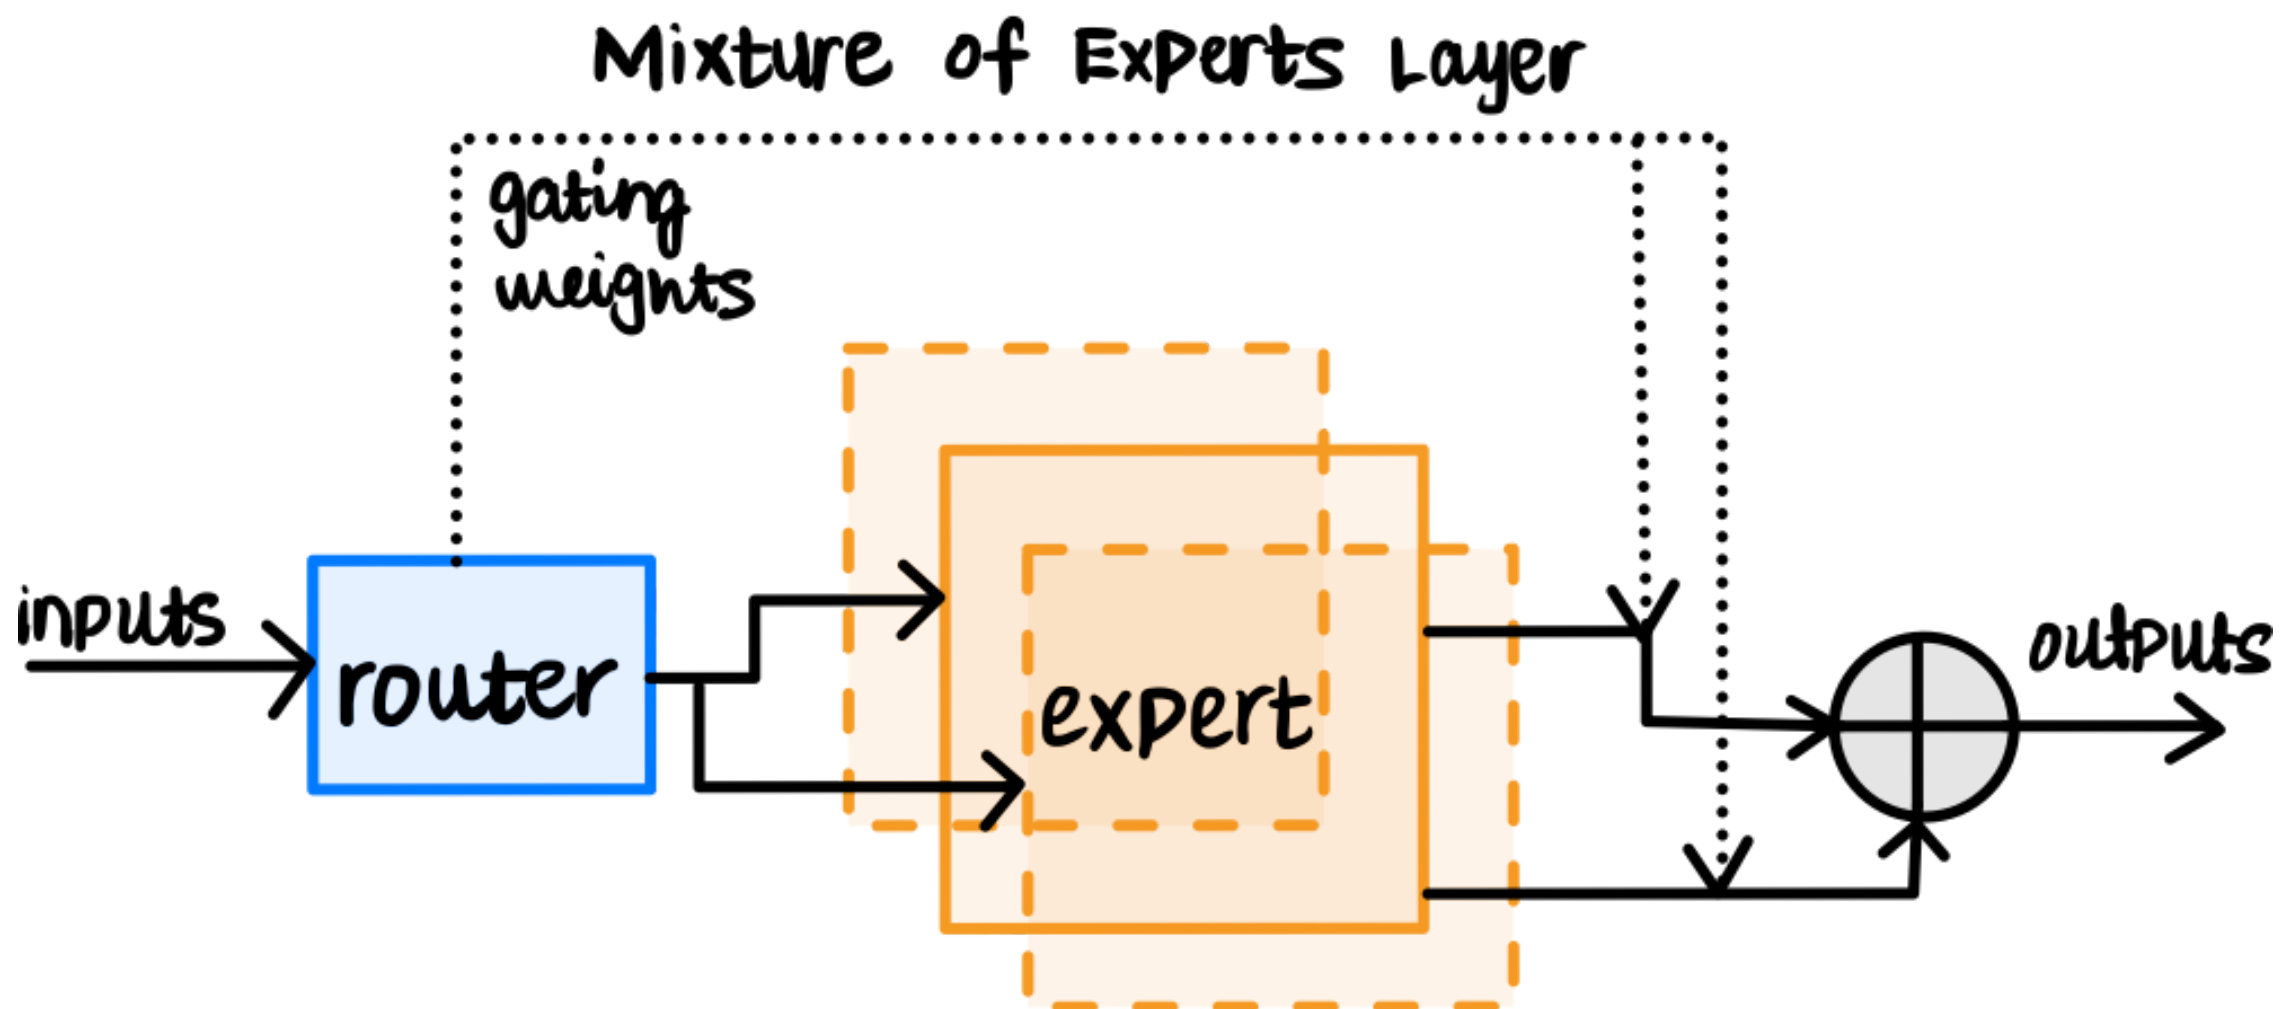 Mixture of Experts Layer
gating
weights
inputs
router
expert
outputs